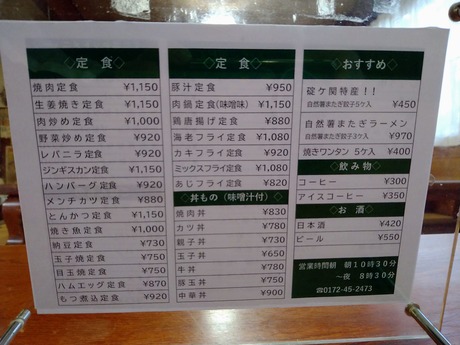 ◇定　食◇
焼肉定食 ¥1,150
生姜焼き定食 ¥1,150
肉炒め定食 ¥1,000
野菜炒め定食 ¥920
レバニラ定食 ¥920
ジンギスカン定食 ¥1,150
ハンバーグ定食 ¥920
メンチカツ定食 ¥880
とんかつ定食 ¥1,150
焼き魚定食 ¥1,000
納豆定食 ¥730
玉子焼定食 ¥750
目玉焼定食 ¥750
ハムエッグ定食 ¥870
もつ煮込定食 ¥920
◇定　食◇
豚汁定食 ¥950
肉鍋定食(味噌味) ¥1,150
鶏唐揚げ定食 ¥880
海老フライ定食 ¥1,080
カキフライ定食 ¥920
ミックスフライ定食 ¥1,080
あじフライ定食 ¥820
◇丼もの（味噌汁付）◇
焼肉丼 ¥830
カツ丼 ¥780
親子丼 ¥730
玉子丼 ¥650
牛丼 ¥780
豚玉丼 ¥750
中華丼 ¥900
◇おすすめ◇
碇ケ関特産！！
自然薯またぎ餃子5ケ入 ¥450
自然薯またぎラーメン
自然薯またぎ餃子3ケ入 ¥970
焼きワンタン 5ケ入 ¥400
◇飲み物◇
コーヒー ¥300
アイスコーヒー ¥350
◇お酒◇
日本酒 ¥420
ビール ¥550
営業時間朝 朝10時30分
～夜 8時30分
☎0172-45-2473